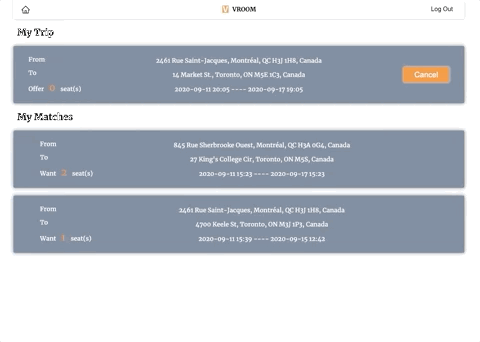 VROOM
Log Out
My Trip
From 2461 Rue Saint-Jacques, Montréal, QC H3J 1H8, Canada
To 14 Market St., Toronto, ON M5E 1C3, Canada
Offer 0 seat(s) 2020-09-11 20:05 ---- 2020-09-17 19:05
Cancel
My Matches
From 845 Rue Sherbrooke Ouest, Montréal, QC H3A 0G4, Canada
To 27 King's College Cir, Toronto, ON M5S, Canada
Want 2 seat(s) 2020-09-11 15:23 ---- 2020-09-17 15:23
From 2461 Rue Saint-Jacques, Montréal, QC H3J 1H8, Canada
To 4700 Keele St, Toronto, ON M3J 1P3, Canada
Want 1 seat(s) 2020-09-11 15:39 ---- 2020-09-15 12:42